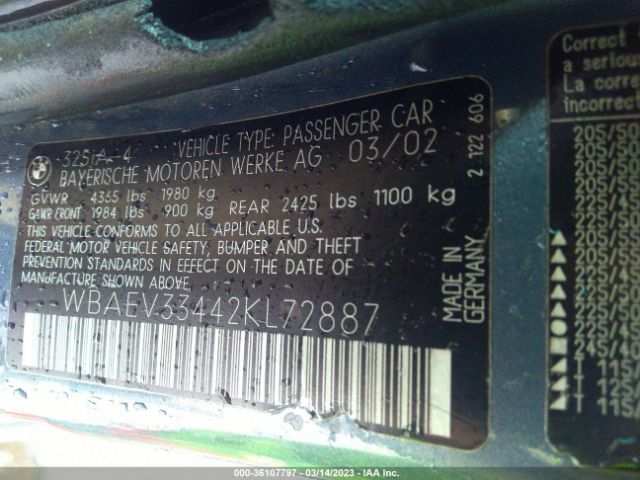 BMW
325iA-4 VEHICLE TYPE: PASSENGER CAR
BAYERISCHE MOTOREN WERKE AG 03/02
GVWR 4365 lbs 1980 kg
GAWR FRONT 1984 lbs 900 kg REAR 2425 lbs 1100 kg
THIS VEHICLE CONFORMS TO ALL APPLICABLE U.S.
FEDERAL MOTOR VEHICLE SAFETY, BUMPER AND THEFT
PREVENTION STANDARDS IN EFFECT ON THE DATE OF
MANUFACTURE SHOWN ABOVE.
WBAEV33442KL72887
MADE IN
GERMANY
2 122 606
Correct
a serious
La corre
incorrect
000-36107797 - 03/14/2023 - IAA Inc.